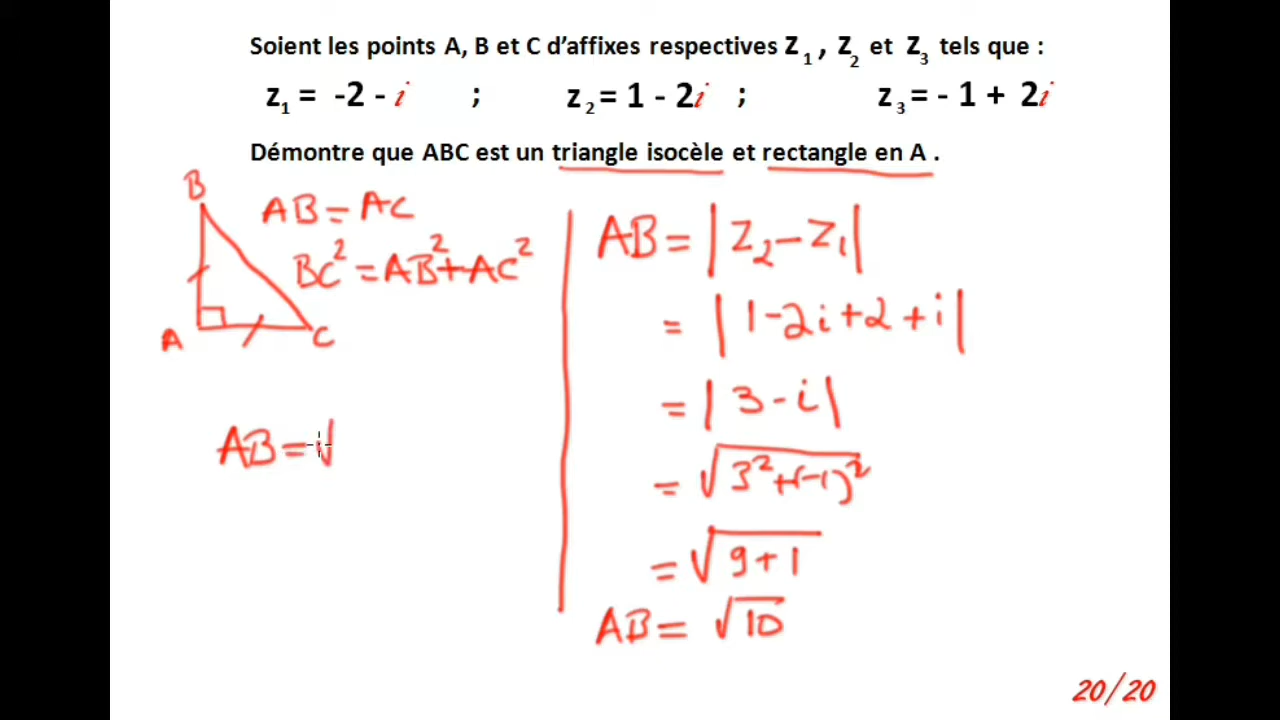 Soient les points A, B et C d'affixes respectives z₁ , z₂ et z₃ tels que :
z₁ = -2 - i ; z₂ = 1 - 2i ; z₃ = - 1 + 2i
Démontre que ABC est un triangle isocèle et rectangle en A .
B
AB = AC
BC² = AB² + AC²
A
C
AB = √
AB = |Z₂ - Z₁|
= |1 - 2i + 2 + i|
= |3 - i|
= √(3² + (-1)²)
= √(9 + 1)
AB = √10
20/20